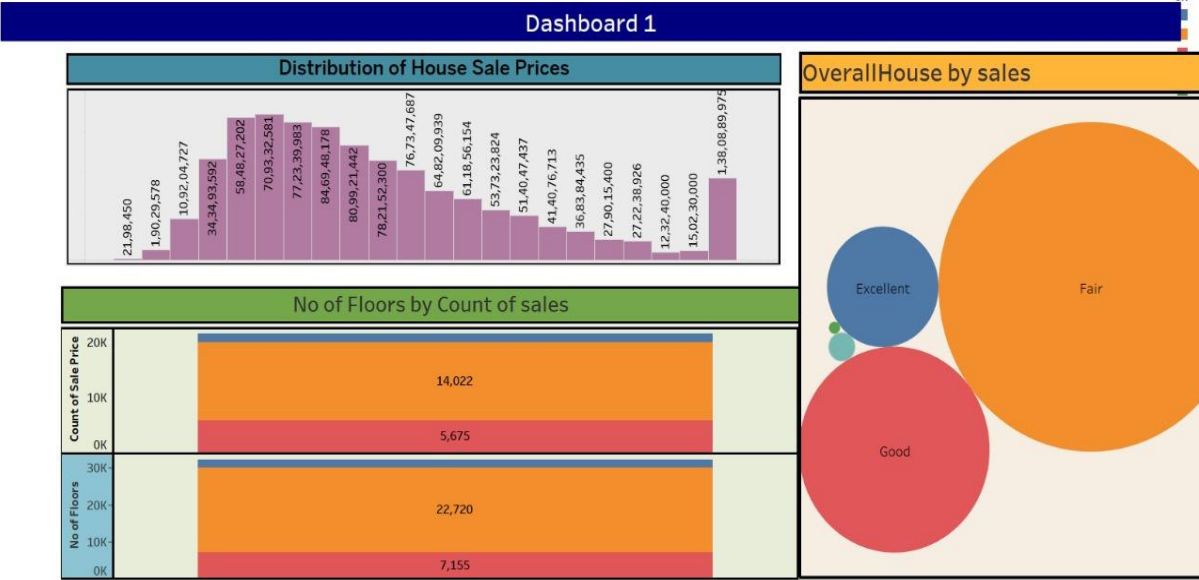 Dashboard 1
Distribution of House Sale Prices
21,98,450
1,90,29,578
10,92,04,727
34,34,93,592
58,48,27,202
70,93,32,581
77,23,39,983
84,69,48,178
80,99,21,442
78,21,52,300
76,73,47,687
64,82,09,939
61,18,56,154
53,73,23,824
51,40,47,437
41,40,76,713
36,83,84,435
27,90,15,400
27,22,38,926
12,32,40,000
15,02,30,000
1,38,08,89,975
OverallHouse by sales
Excellent
Fair
Good
No of Floors by Count of sales
Count of Sale Price
20K
10K
0K
14,022
5,675
No of Floors
30K
20K
10K
0K
22,720
7,155